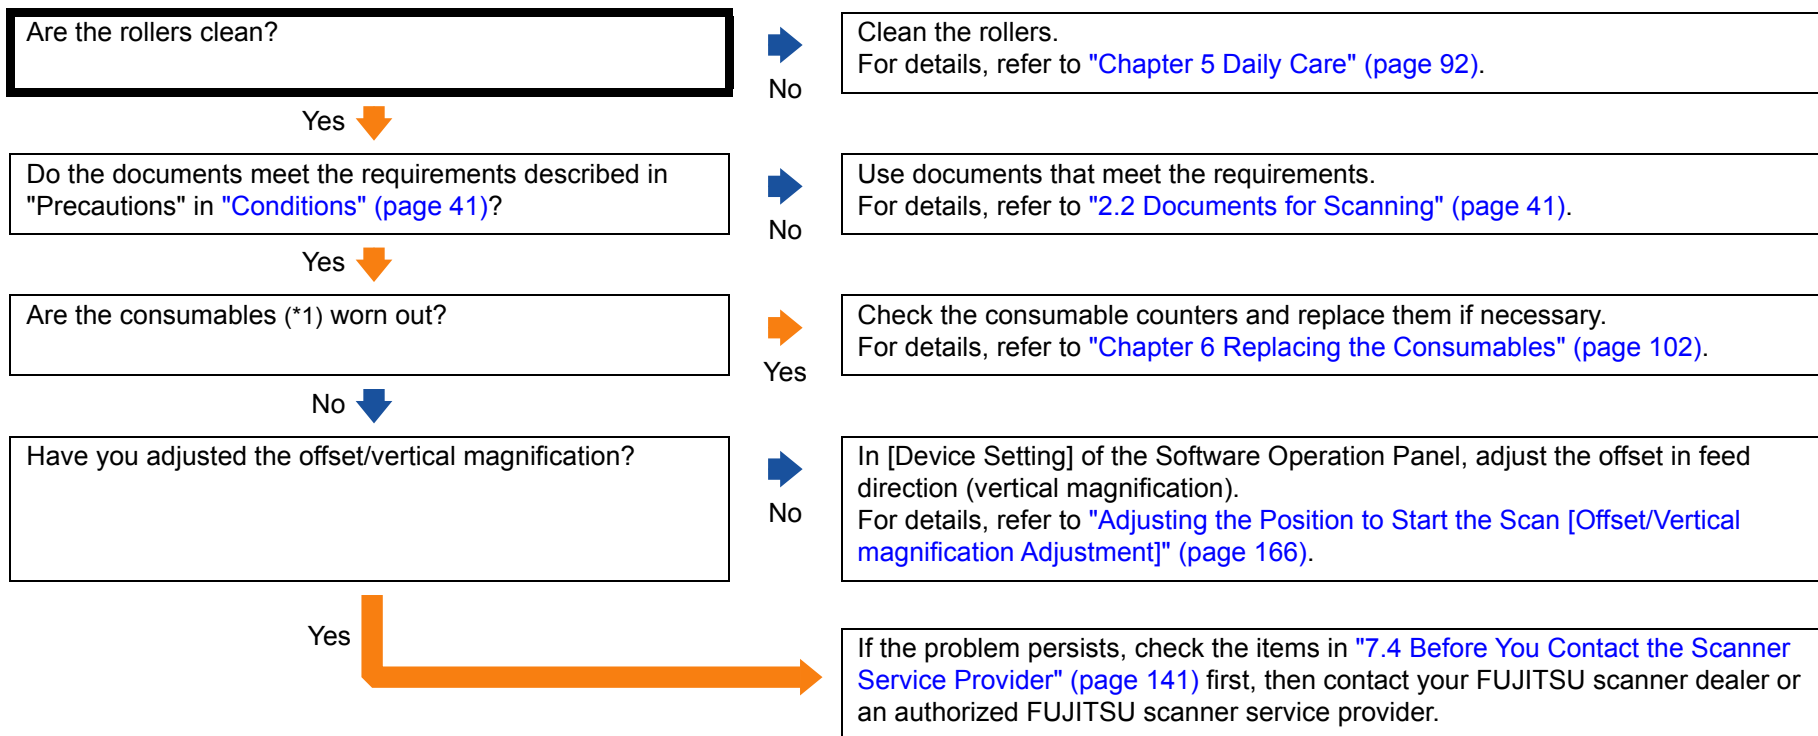 Are the rollers clean?
No
Clean the rollers.
For details, refer to "Chapter 5 Daily Care" (page 92).
Yes
Do the documents meet the requirements described in
"Precautions" in "Conditions" (page 41)?
No
Use documents that meet the requirements.
For details, refer to "2.2 Documents for Scanning" (page 41).
Yes
Are the consumables (*1) worn out?
Yes
Check the consumable counters and replace them if necessary.
For details, refer to "Chapter 6 Replacing the Consumables" (page 102).
No
Have you adjusted the offset/vertical magnification?
No
In [Device Setting] of the Software Operation Panel, adjust the offset in feed
direction (vertical magnification).
For details, refer to "Adjusting the Position to Start the Scan [Offset/Vertical
magnification Adjustment]" (page 166).
Yes
If the problem persists, check the items in "7.4 Before You Contact the Scanner
Service Provider" (page 141) first, then contact your FUJITSU scanner dealer or
an authorized FUJITSU scanner service provider.